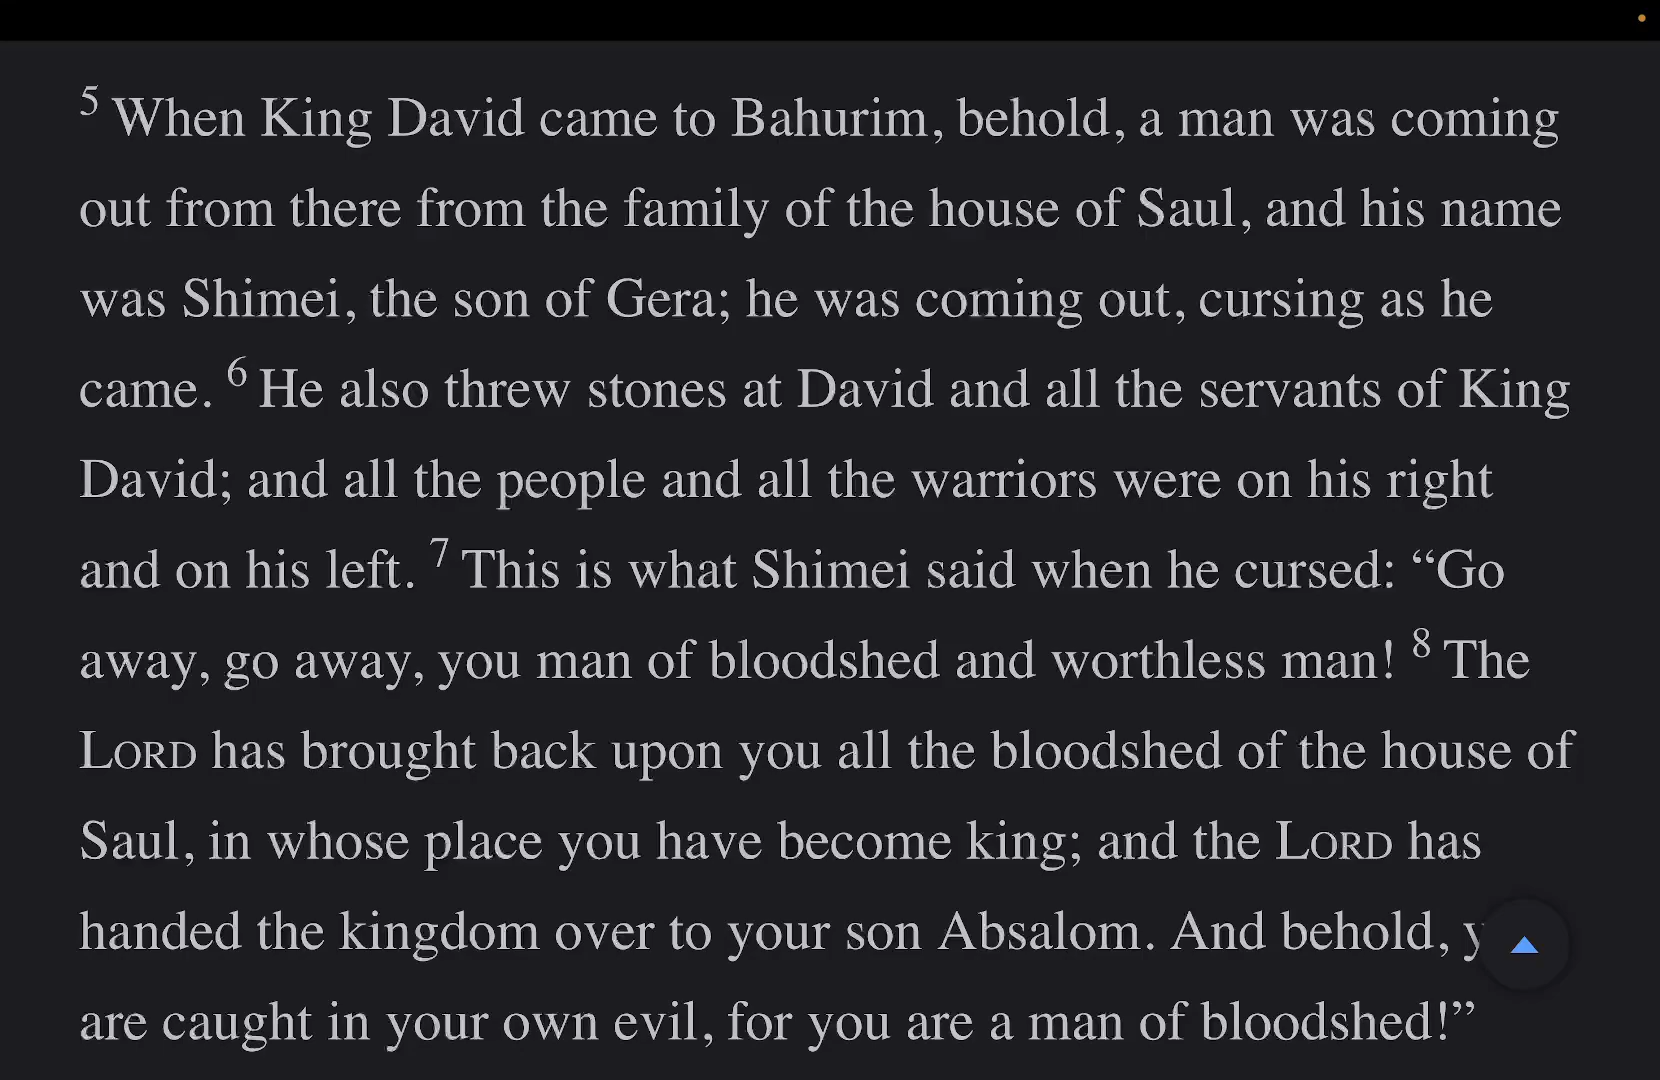 5 When King David came to Bahurim, behold, a man was coming
out from there from the family of the house of Saul, and his name
was Shimei, the son of Gera; he was coming out, cursing as he
came. 6 He also threw stones at David and all the servants of King
David; and all the people and all the warriors were on his right
and on his left. 7 This is what Shimei said when he cursed: “Go
away, go away, you man of bloodshed and worthless man! 8 The
LORD has brought back upon you all the bloodshed of the house of
Saul, in whose place you have become king; and the LORD has
handed the kingdom over to your son Absalom. And behold,
are caught in your own evil, for you are a man of bloodshed!”